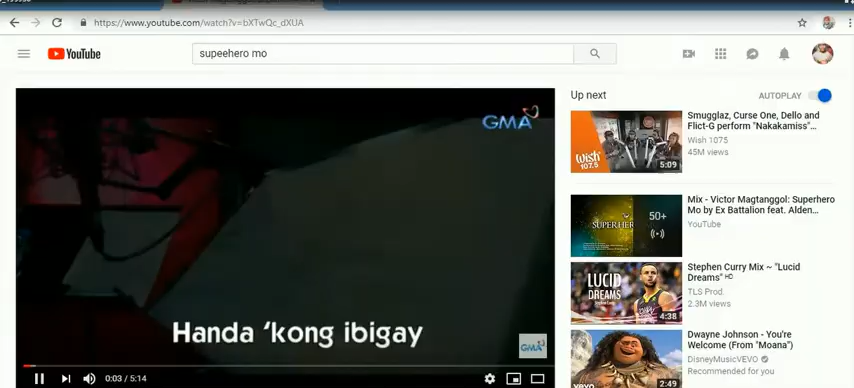 https://www.youtube.com/watch?v=bXTwQc_dXUA
YouTube
supeehero mo
GMA
Handa ‘kong ibigay
GMA
0:03 / 5:14
Up next
AUTOPLAY
wish
107.5
5:09
Smugglaz, Curse One, Dello and
Flict-G perform "Nakakamiss"...
Wish 1075
45M views
SUPERHER
50+
Mix - Victor Magtanggol: Superhero
Mo by Ex Battalion feat. Alden...
YouTube
LUCID
DREAMS
4:38
Stephen Curry Mix ~ "Lucid
Dreams" ᴴᴰ
TLS Prod.
2.3M views
vevo
2:49
Dwayne Johnson - You're
Welcome (From "Moana")
DisneyMusicVEVO
Recommended for you